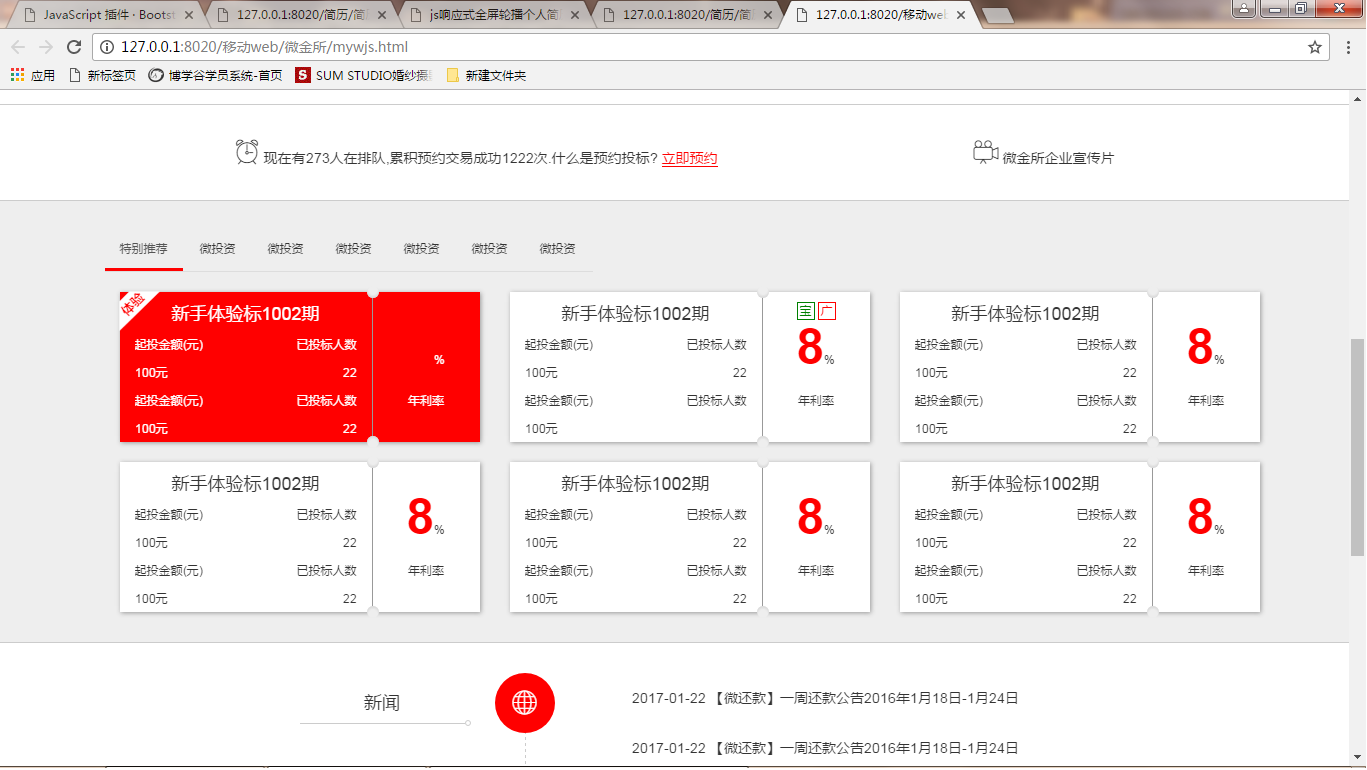 JavaScript 插件 · Bootst
127.0.0.1:8020/简历/简
js响应式全屏轮播个人简
127.0.0.1:8020/简历/简
127.0.0.1:8020/移动web
127.0.0.1:8020/移动web/微金所/mywjs.html
应用 新标签页 博学谷学员系统-首页 SUM STUDIO婚纱摄 新建文件夹
现在有273人在排队,累积预约交易成功1222次.什么是预约投标? 立即预约 微金所企业宣传片
特别推荐 微投资 微投资 微投资 微投资 微投资 微投资
体验
新手体验标1002期
起投金额(元) 已投标人数
100元 22
起投金额(元) 已投标人数
100元 22
%
年利率
新手体验标1002期
起投金额(元) 已投标人数
100元 22
起投金额(元) 已投标人数
100元
宝 广
8%
年利率
新手体验标1002期
起投金额(元) 已投标人数
100元 22
起投金额(元) 已投标人数
100元 22
8%
年利率
新手体验标1002期
起投金额(元) 已投标人数
100元 22
起投金额(元) 已投标人数
100元 22
8%
年利率
新手体验标1002期
起投金额(元) 已投标人数
100元 22
起投金额(元) 已投标人数
100元 22
8%
年利率
新手体验标1002期
起投金额(元) 已投标人数
100元 22
起投金额(元) 已投标人数
100元 22
8%
年利率
新闻
2017-01-22 【微还款】一周还款公告2016年1月18日-1月24日
2017-01-22 【微还款】一周还款公告2016年1月18日-1月24日